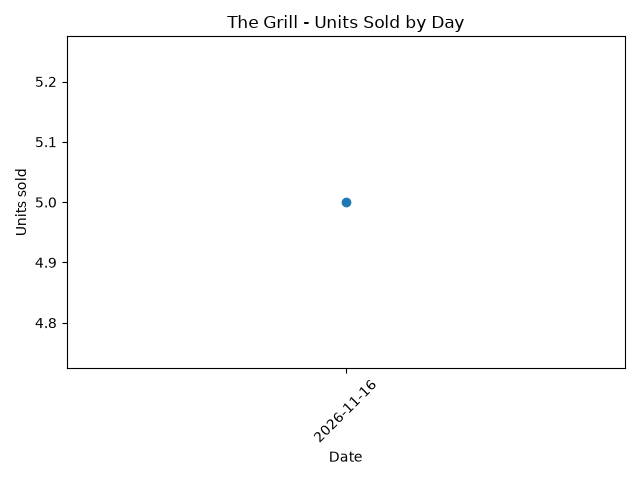 The Grill - Units Sold by Day
Units sold
5.2
5.1
5.0
4.9
4.8
2026-11-16
Date